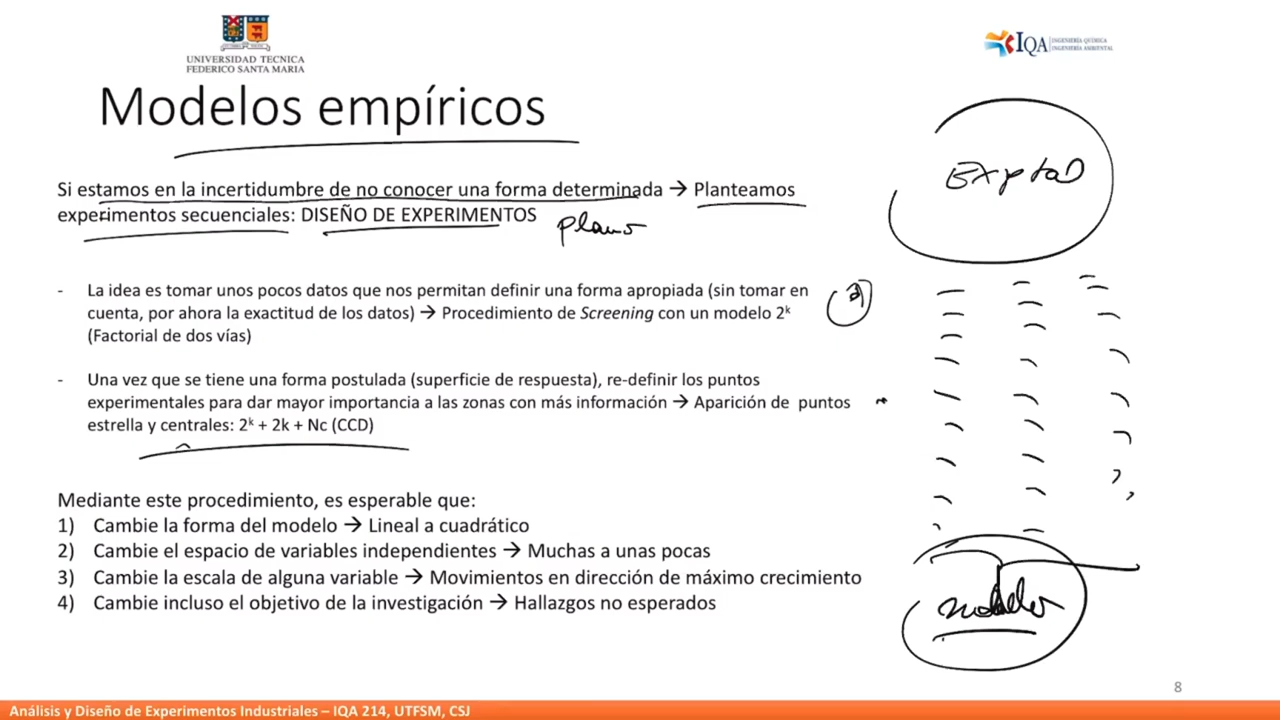 UNIVERSIDAD TECNICA
FEDERICO SANTA MARIA
IQA INGENIERÍA QUÍMICA
INGENIERÍA AMBIENTAL
Modelos empíricos
Si estamos en la incertidumbre de no conocer una forma determinada → Planteamos
experimentos secuenciales: DISEÑO DE EXPERIMENTOS
- La idea es tomar unos pocos datos que nos permitan definir una forma apropiada (sin tomar en
cuenta, por ahora la exactitud de los datos) → Procedimiento de Screening con un modelo 2ᵏ
(Factorial de dos vías)
- Una vez que se tiene una forma postulada (superficie de respuesta), re-definir los puntos
experimentales para dar mayor importancia a las zonas con más información → Aparición de puntos
estrella y centrales: 2ᵏ + 2k + Nc (CCD)
Mediante este procedimiento, es esperable que:
1) Cambie la forma del modelo → Lineal a cuadrático
2) Cambie el espacio de variables independientes → Muchas a unas pocas
3) Cambie la escala de alguna variable → Movimientos en dirección de máximo crecimiento
4) Cambie incluso el objetivo de la investigación → Hallazgos no esperados
Exptal
8
Análisis y Diseño de Experimentos Industriales – IQA 214, UTFSM, CSJ